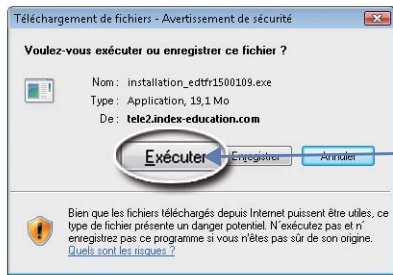 Téléchargement de fichiers - Avertissement de sécurité
Voulez-vous exécuter ou enregistrer ce fichier ?
Nom : installation_edtfr1500109.exe
Type : Application, 19,1 Mo
De : tele2.index-education.com
Exécuter Enregistrer Annuler
Bien que les fichiers téléchargés depuis Internet puissent être utiles, ce
type de fichier présente un danger potentiel. N'exécutez pas et n'
enregistrez pas ce programme si vous n'êtes pas sûr de son origine.
Quels sont les risques ?